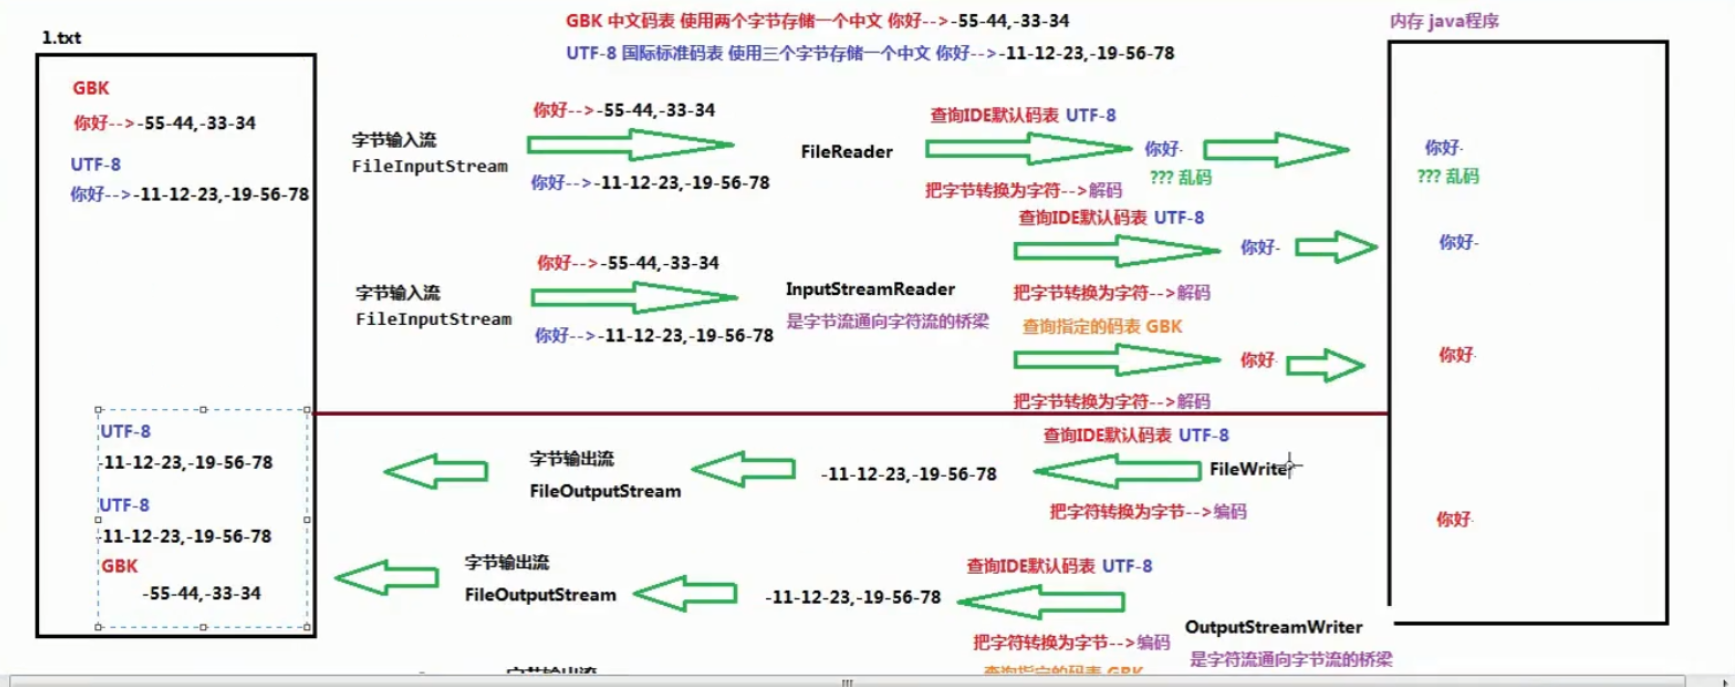 GBK 中文码表 使用两个字节存储一个中文 你好-->-55-44,-33-34
UTF-8 国际标准码表 使用三个字节存储一个中文 你好-->-11-12-23,-19-56-78
1.txt
GBK
你好-->-55-44,-33-34
UTF-8
你好-->-11-12-23,-19-56-78
字节输入流
FileInputStream
你好-->-55-44,-33-34
你好-->-11-12-23,-19-56-78
FileReader
查询IDE默认码表 UTF-8
把字节转换为字符-->解码
你好
??? 乱码
字节输入流
FileInputStream
你好-->-55-44,-33-34
你好-->-11-12-23,-19-56-78
InputStreamReader
是字节流通向字符流的桥梁
查询IDE默认码表 UTF-8
你好
把字节转换为字符-->解码
查询指定的码表 GBK
你好
把字节转换为字符-->解码
内存 java程序
你好
??? 乱码
你好
你好
你好
UTF-8
-11-12-23,-19-56-78
UTF-8
-11-12-23,-19-56-78
GBK
-55-44,-33-34
字节输出流
FileOutputStream
-11-12-23,-19-56-78
查询IDE默认码表 UTF-8
FileWriter
把字符转换为字节-->编码
字节输出流
FileOutputStream
-11-12-23,-19-56-78
查询IDE默认码表 UTF-8
把字符转换为字节-->编码
OutputStreamWriter
是字符流通向字节流的桥梁
字节输出流
查询指定的码表 GBK